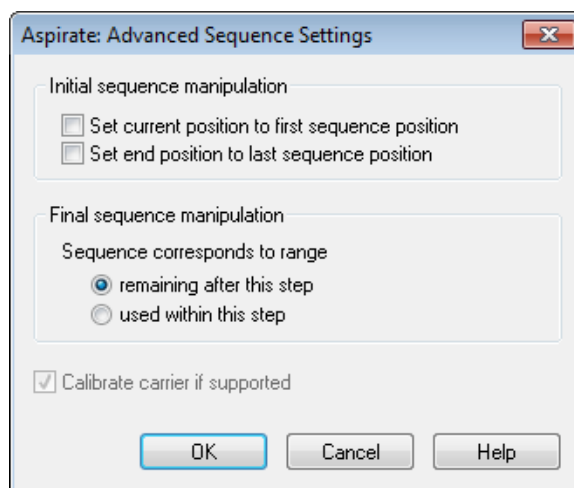 Aspirate: Advanced Sequence Settings
Initial sequence manipulation
Set current position to first sequence position
Set end position to last sequence position
Final sequence manipulation
Sequence corresponds to range
remaining after this step
used within this step
Calibrate carrier if supported
OK Cancel Help